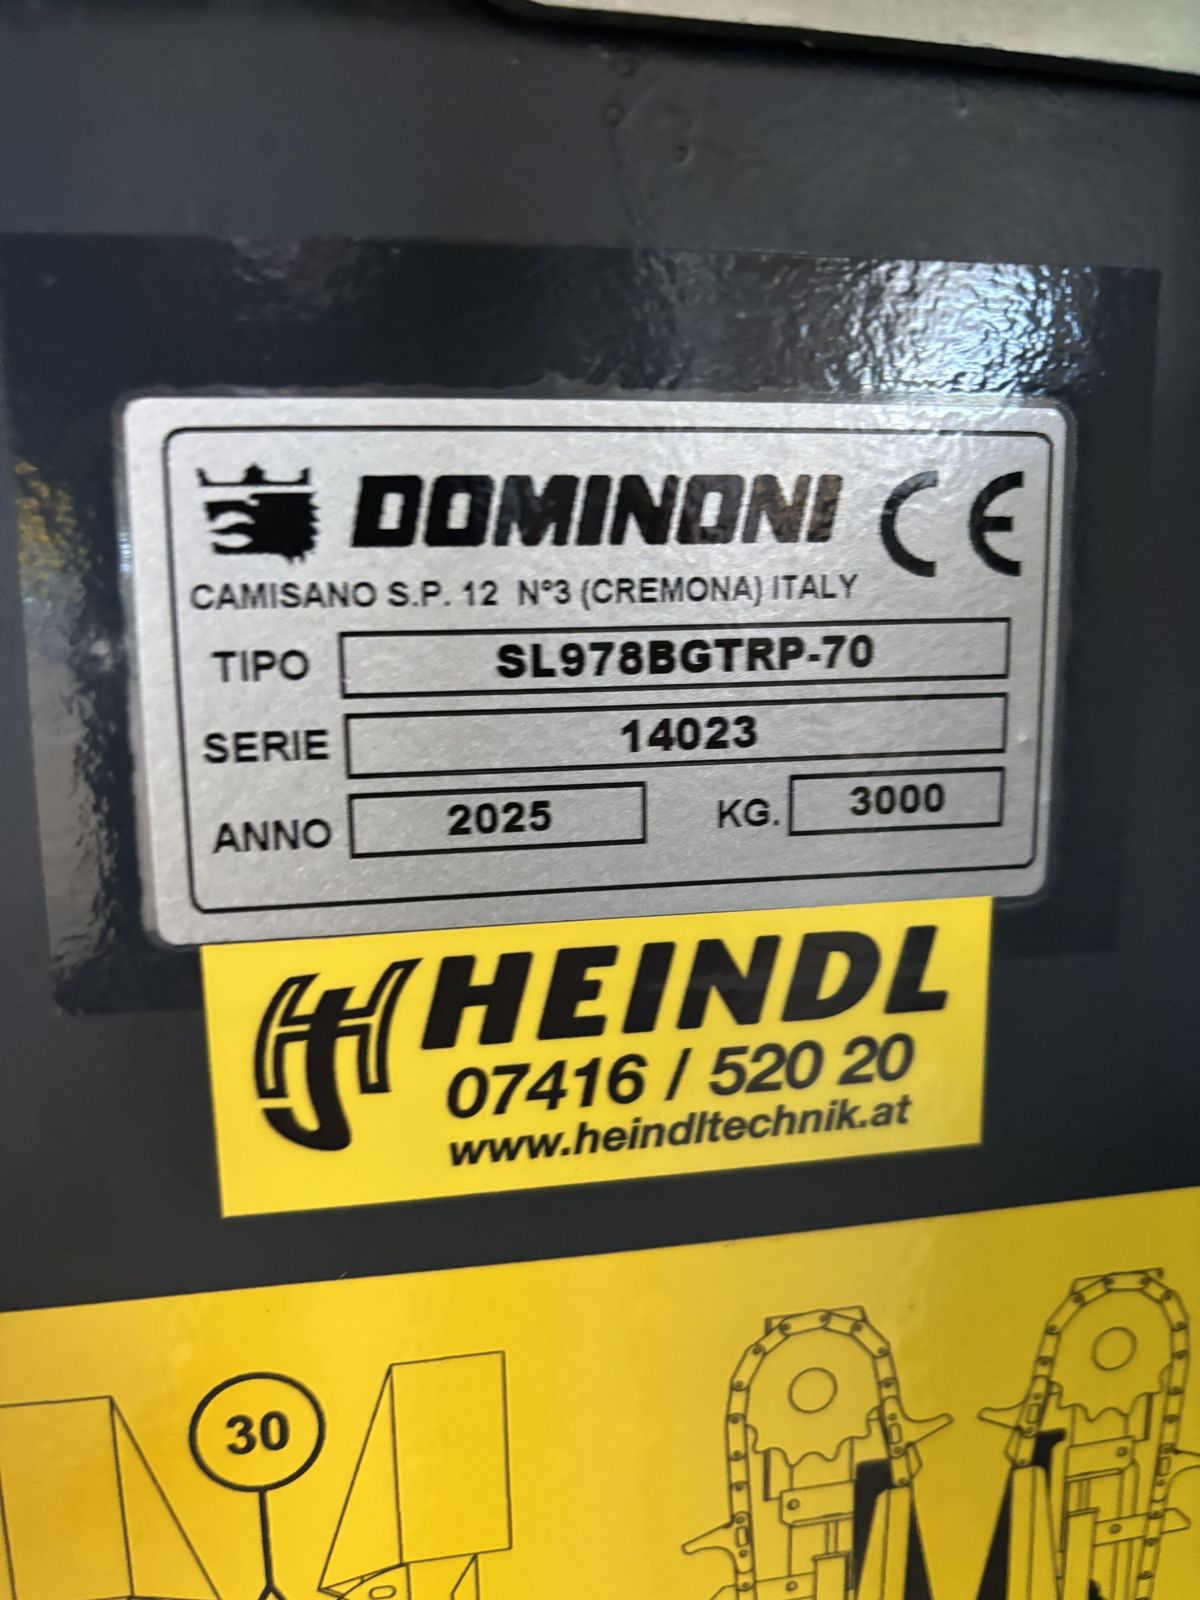 DOMINONI CE
CAMISANO S.P. 12 N°3 (CREMONA) ITALY
TIPO SL978BGTRP-70
SERIE 14023
ANNO 2025 KG. 3000
HEINDL
07416 / 520 20
www.heindltechnik.at
30